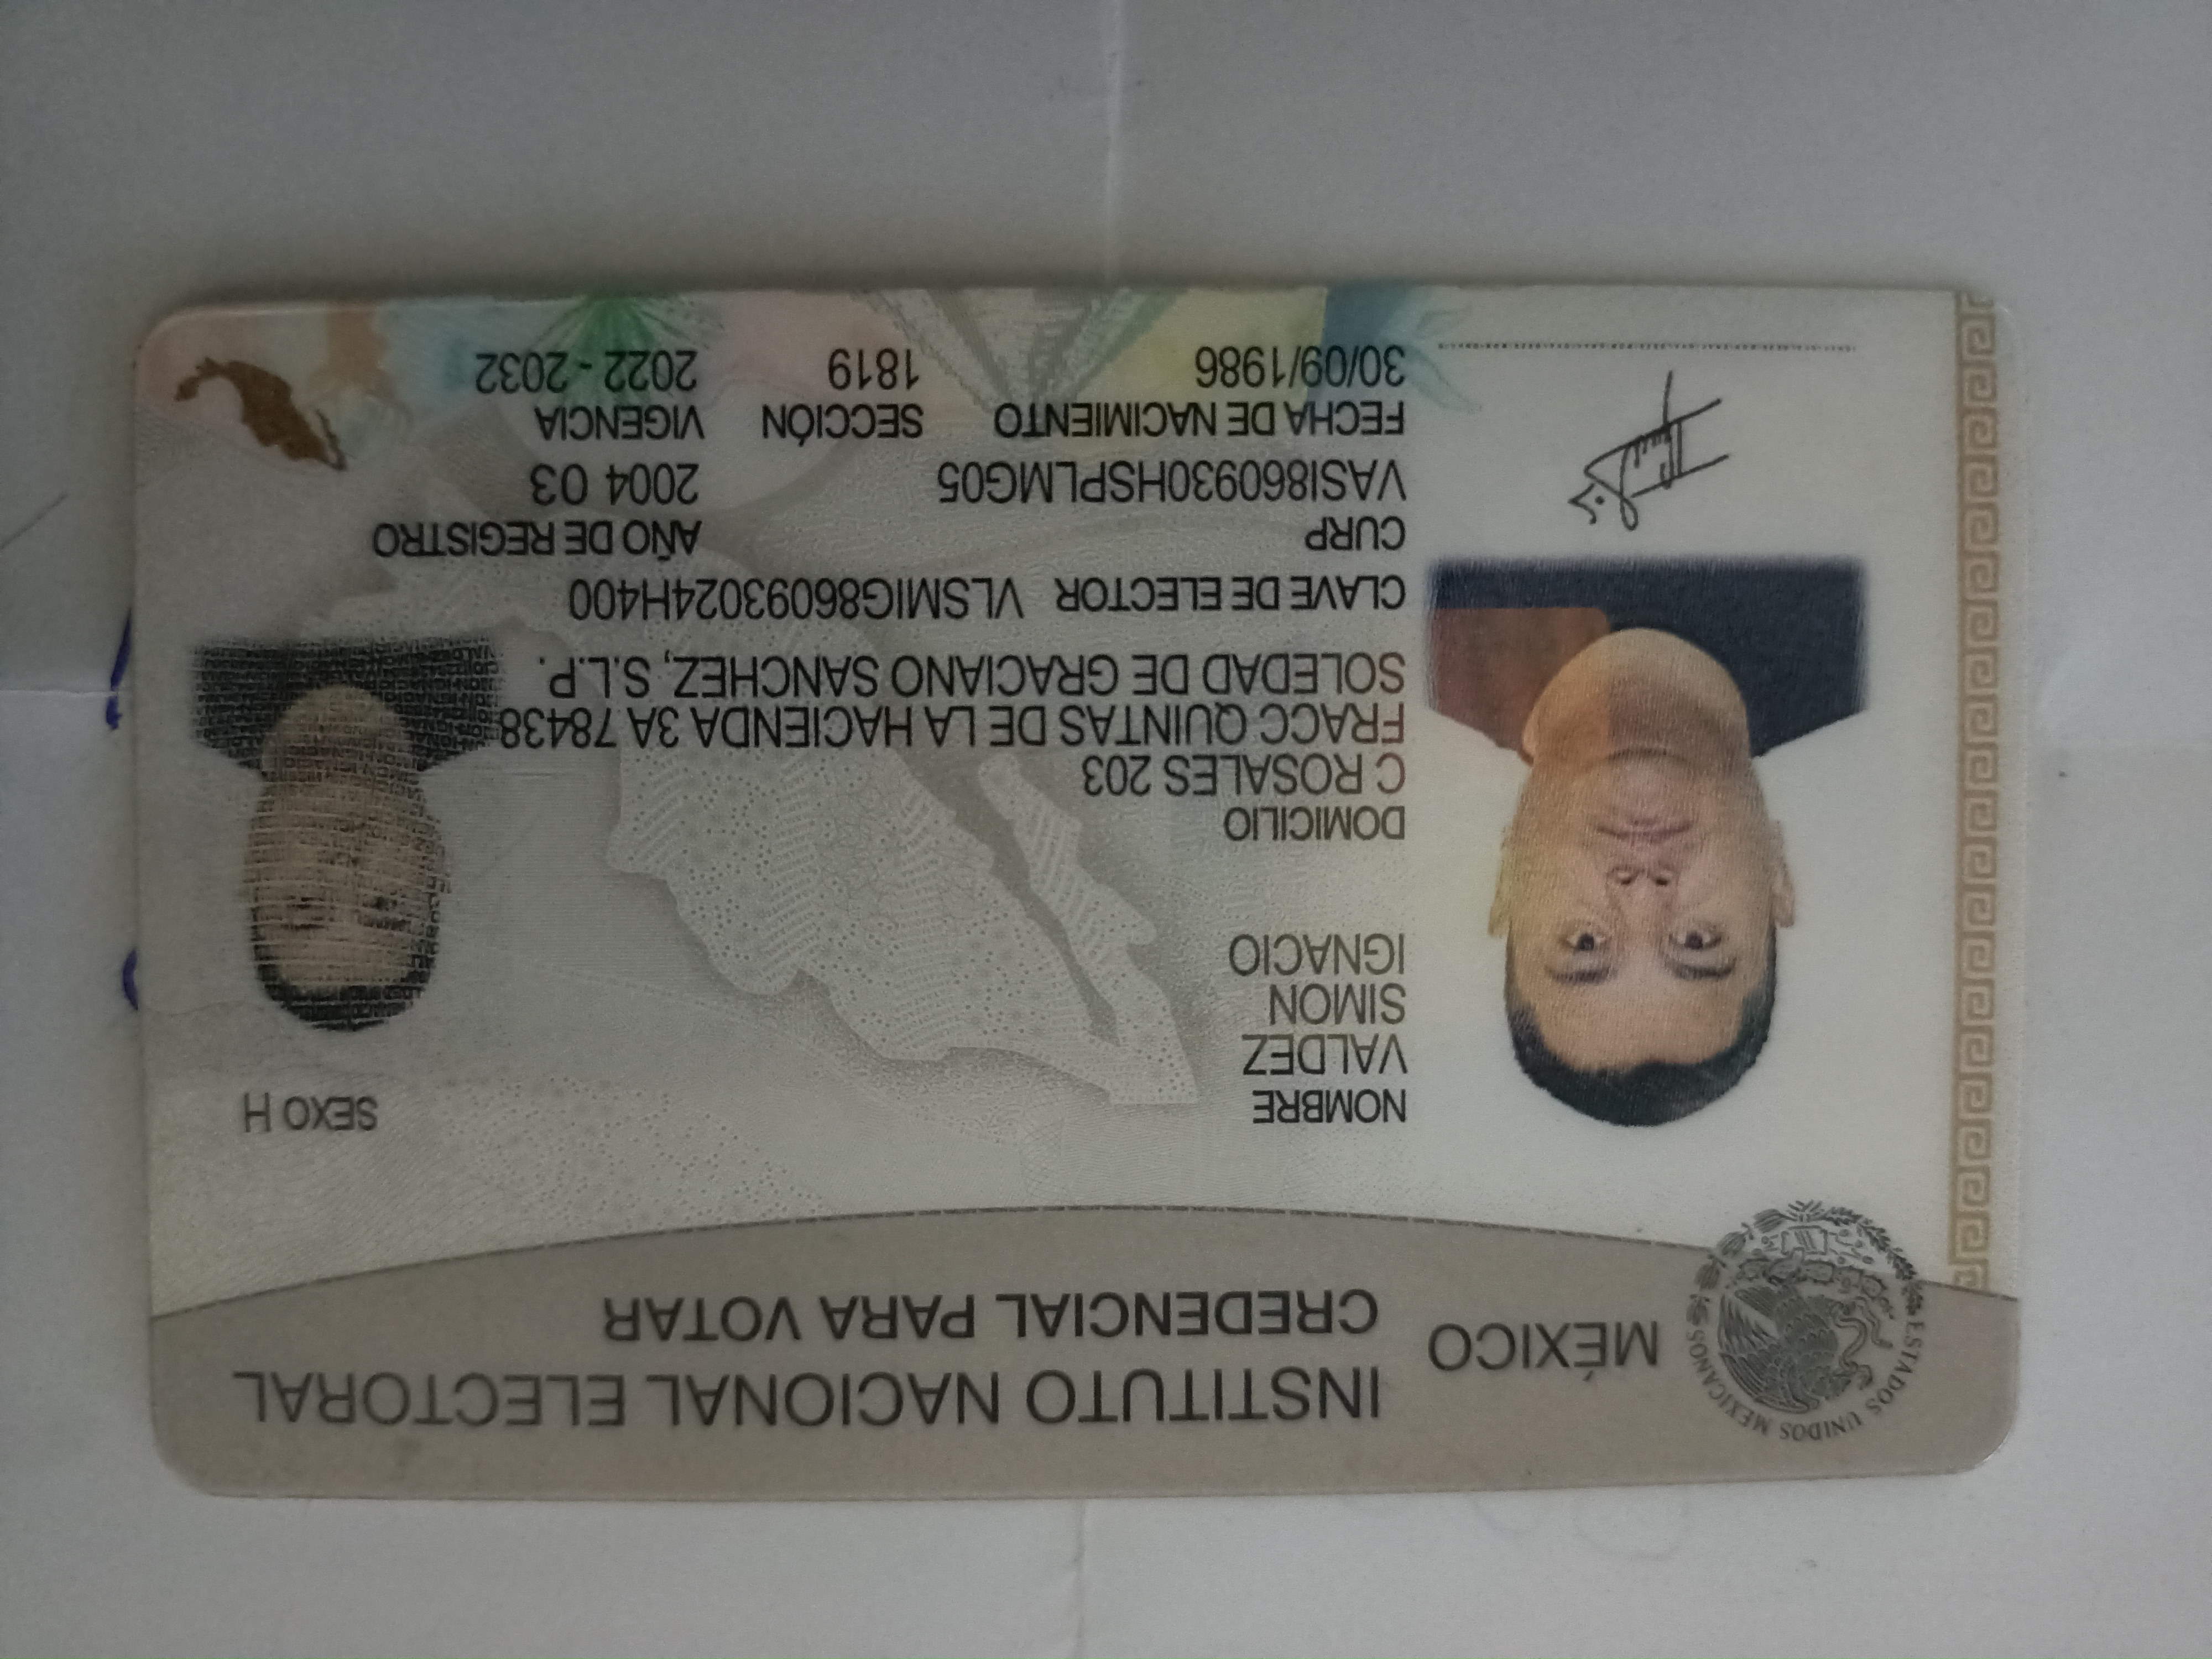 MÉXICO
INSTITUTO NACIONAL ELECTORAL
CREDENCIAL PARA VOTAR
ESTADOS UNIDOS MEXICANOS
NOMBRE
VALDEZ
SIMON
IGNACIO
SEXO H
DOMICILIO
C ROSALES 203
FRACC QUINTAS DE LA HACIENDA 3A 78438
SOLEDAD DE GRACIANO SANCHEZ, S.L.P.
CLAVE DE ELECTOR VLSMIG86093024H400
CURP
VASI860930HSPLMG05
AÑO DE REGISTRO
2004 03
FECHA DE NACIMIENTO
30/09/1986
SECCIÓN
1819
VIGENCIA
2022 - 2032